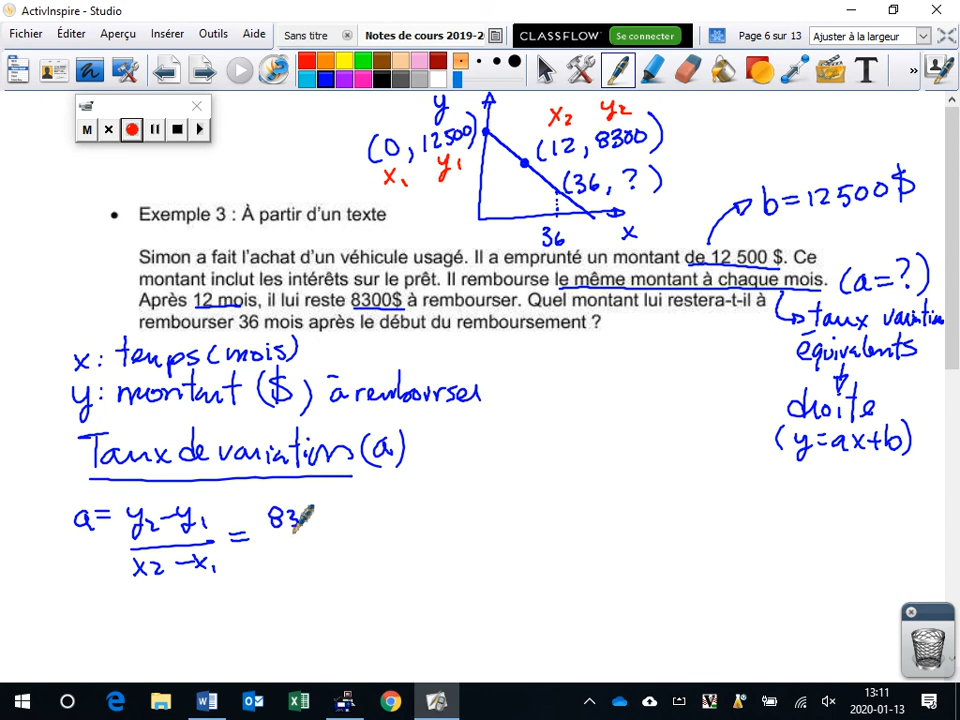 ActivInspire - Studio
Fichier Éditer Aperçu Insérer Outils Aide
Sans titre
Notes de cours 2019-2
CLASSFLOW
Se connecter
Page 6 sur 13
Ajuster à la largeur
M
y
(0, 12500)
x₁ y₁
x₂ y₂
(12, 8300)
(36, ?)
36
x
b = 12 500 $
• Exemple 3 : À partir d'un texte
Simon a fait l'achat d'un véhicule usagé. Il a emprunté un montant de 12 500 $. Ce
montant inclut les intérêts sur le prêt. Il rembourse le même montant à chaque mois.
Après 12 mois, il lui reste 8300$ à rembourser. Quel montant lui restera-t-il à
rembourser 36 mois après le début du remboursement ?
(a = ?)
taux variation
équivalents
droite
(y = ax + b)
x : temps (mois)
y : montant ($) à rembourser
Taux de variation (a)
a = y₂ - y₁ = 83
x₂ - x₁
13:11
2020-01-13